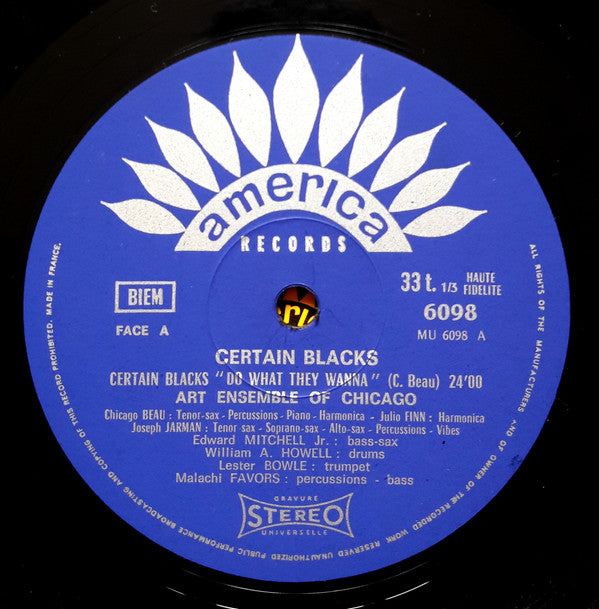 america
RECORDS
BIEM
FACE A
33 t. 1/3 HAUTE FIDELITE
6098
MU 6098 A
CERTAIN BLACKS
CERTAIN BLACKS "DO WHAT THEY WANNA" (C. Beau) 24'00
ART ENSEMBLE OF CHICAGO
Chicago BEAU : Tenor-sax - Percussions - Piano - Harmonica - Julio FINN : Harmonica
Joseph JARMAN : Tenor-sax - Soprano-sax - Alto-sax - Percussions - Vibes
Edward MITCHELL Jr. : bass-sax
William A. HOWELL : drums
Lester BOWLE : trumpet
Malachi FAVORS : percussions - bass
GRAVURE
STEREO
UNIVERSELLE
ALL RIGHTS OF THE MANUFACTURERS AND OF OWNER OF THE RECORDED WORK RESERVED UNAUTHORIZED PUBLIC PERFORMANCE BROADCASTING AND COPYING OF THIS RECORD PROHIBITED. MADE IN FRANCE.